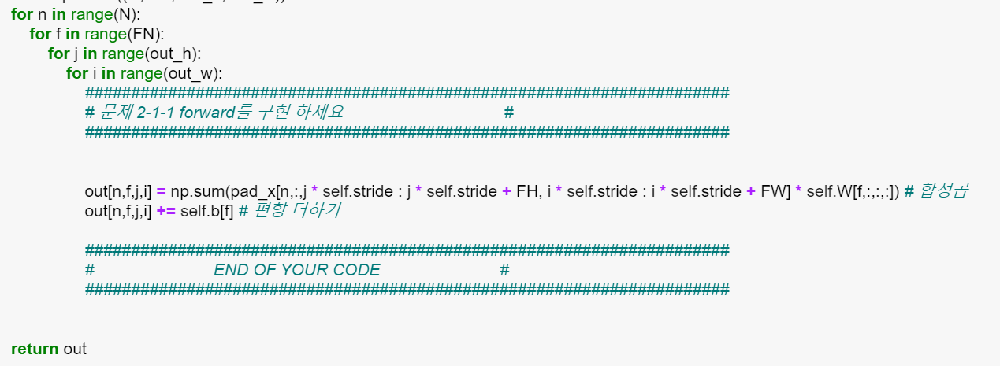 for n in range(N):
for f in range(FN):
for j in range(out_h):
for i in range(out_w):
######################################################################
# 문제 2-1-1 forward를 구현 하세요 #
######################################################################
out[n,f,j,i] = np.sum(pad_x[n,:,j * self.stride : j * self.stride + FH, i * self.stride : i * self.stride + FW] * self.W[f,:,:,:]) # 합성곱
out[n,f,j,i] += self.b[f] # 편향 더하기
######################################################################
# END OF YOUR CODE #
######################################################################
return out